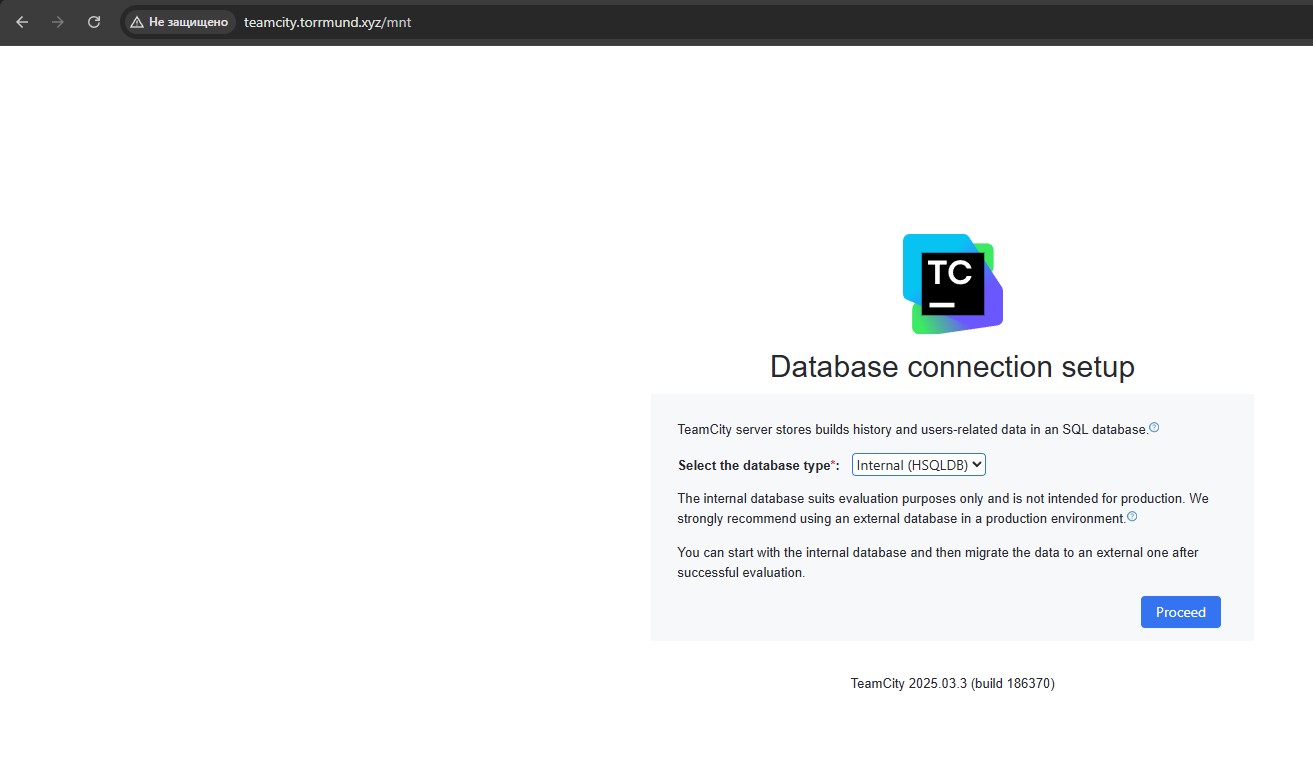 Не защищено teamcity.torrmund.xyz/mnt
TC
Database connection setup
TeamCity server stores builds history and users-related data in an SQL database.?
Select the database type*: Internal (HSQLDB)
The internal database suits evaluation purposes only and is not intended for production. We
strongly recommend using an external database in a production environment.?
You can start with the internal database and then migrate the data to an external one after
successful evaluation.
Proceed
TeamCity 2025.03.3 (build 186370)